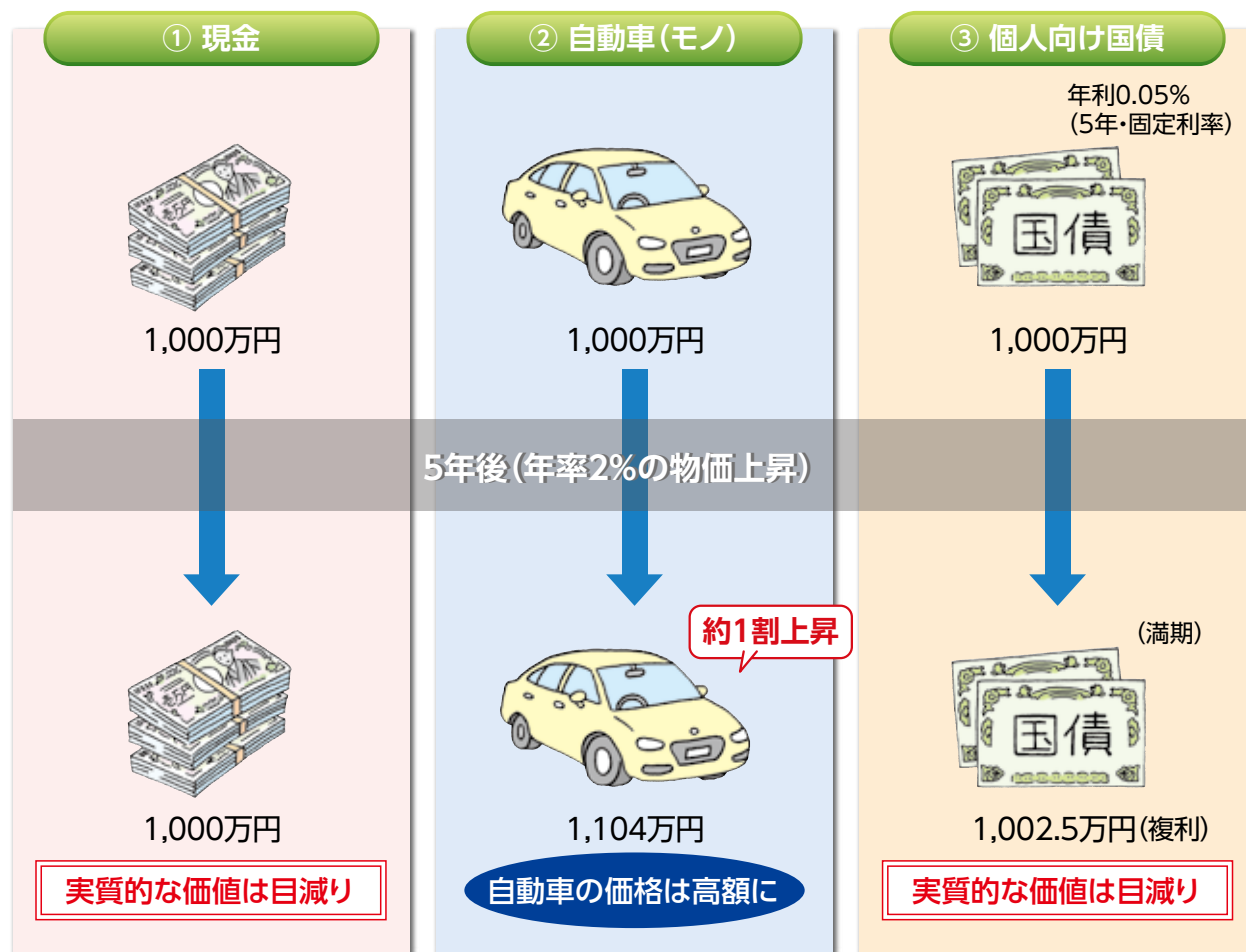 ① 現金
1,000万円
② 自動車(モノ)
1,000万円
③ 個人向け国債
年利0.05%
(5年・固定利率)
国債
1,000万円
5年後(年率2%の物価上昇)
1,000万円
実質的な価値は目減り
約1割上昇
1,104万円
自動車の価格は高額に
(満期)
国債
1,002.5万円(複利)
実質的な価値は目減り